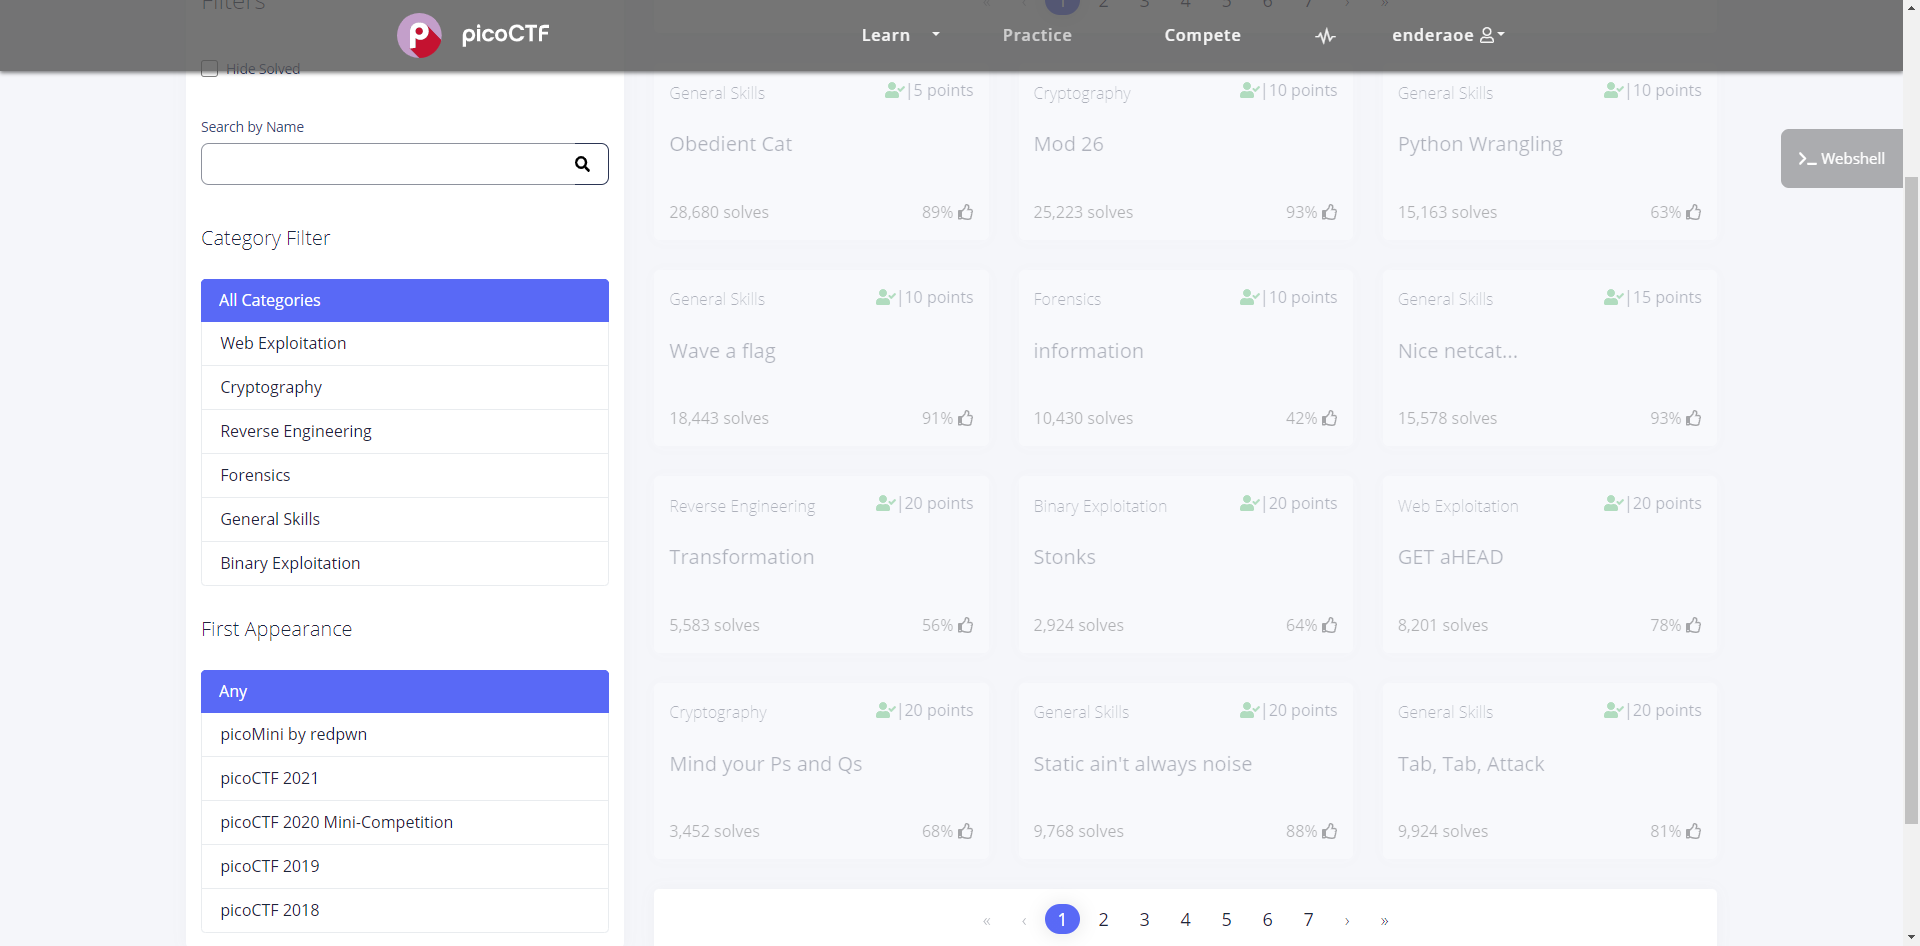 Filters
« ‹ 1 2 3 4 5 6 7 › »
picoCTF
Learn
Practice
Compete
enderaoe
Hide Solved
Search by Name
Category Filter
All Categories
Web Exploitation
Cryptography
Reverse Engineering
Forensics
General Skills
Binary Exploitation
First Appearance
Any
picoMini by redpwn
picoCTF 2021
picoCTF 2020 Mini-Competition
picoCTF 2019
picoCTF 2018
General Skills |5 points
Obedient Cat
28,680 solves 89%
Cryptography |10 points
Mod 26
25,223 solves 93%
General Skills |10 points
Python Wrangling
15,163 solves 63%
General Skills |10 points
Wave a flag
18,443 solves 91%
Forensics |10 points
information
10,430 solves 42%
General Skills |15 points
Nice netcat...
15,578 solves 93%
Reverse Engineering |20 points
Transformation
5,583 solves 56%
Binary Exploitation |20 points
Stonks
2,924 solves 64%
Web Exploitation |20 points
GET aHEAD
8,201 solves 78%
Cryptography |20 points
Mind your Ps and Qs
3,452 solves 68%
General Skills |20 points
Static ain't always noise
9,768 solves 88%
General Skills |20 points
Tab, Tab, Attack
9,924 solves 81%
« ‹ 1 2 3 4 5 6 7 › »
Webshell